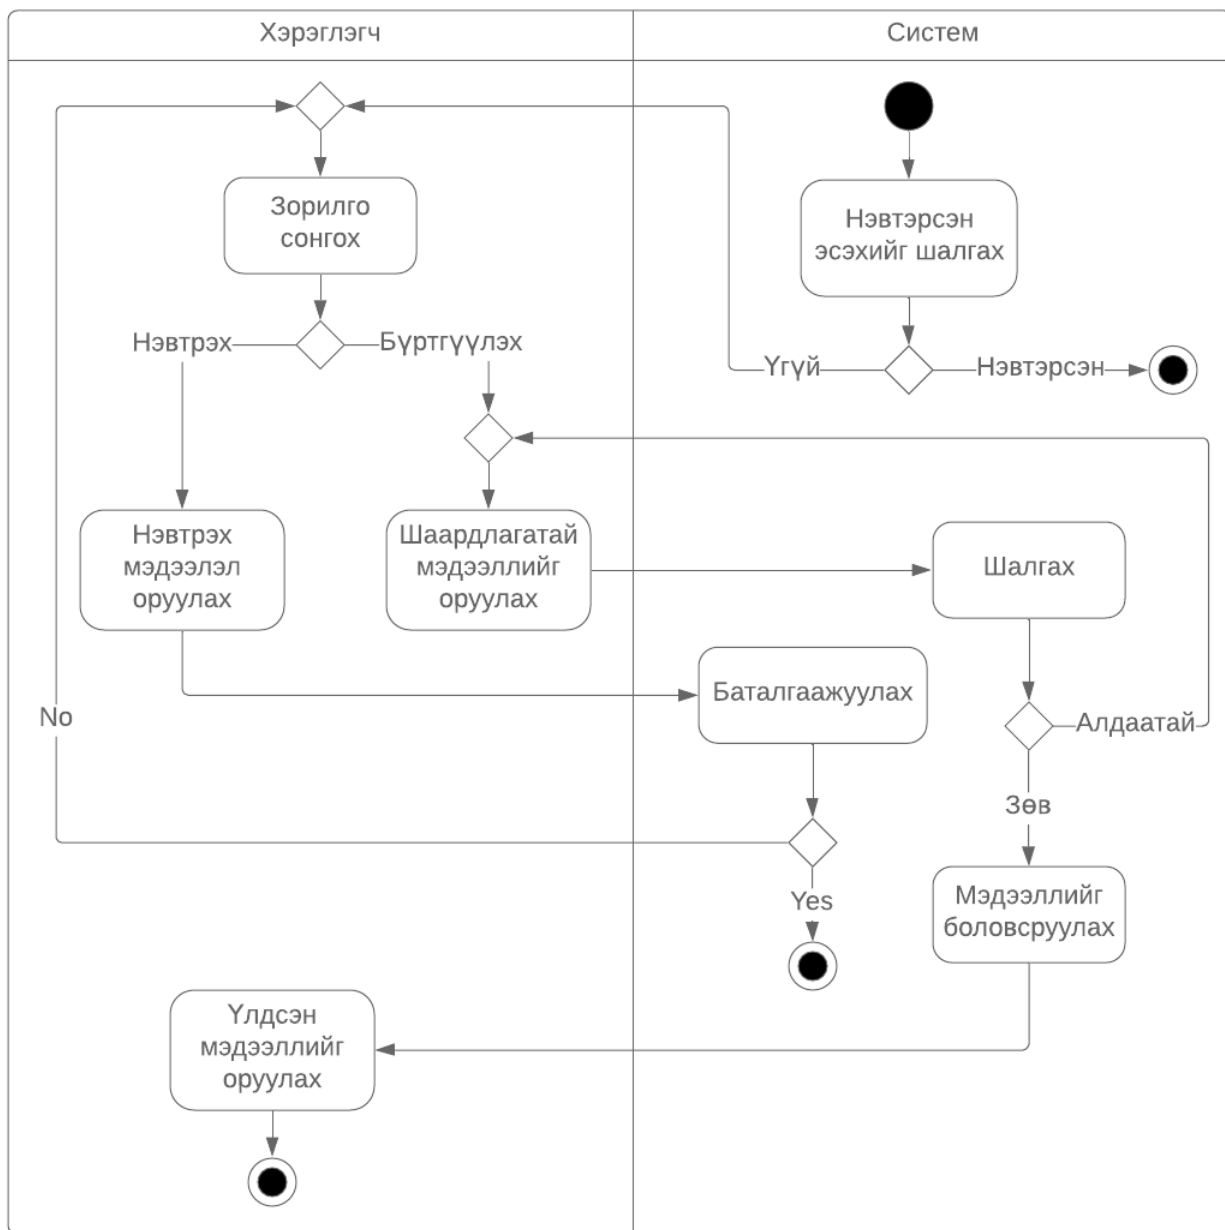 Хэрэглэгч
Систем
Зорилго
сонгох
Нэвтэрсэн
эсэхийг шалгах
Нэвтрэх
Бүртгүүлэх
Үгүй
Нэвтэрсэн
Нэвтрэх
мэдээлэл
оруулах
Шаардлагатай
мэдээллийг
оруулах
Шалгах
Баталгаажуулах
No
Алдаатай
Зөв
Yes
Мэдээллийг
боловсруулах
Үлдсэн
мэдээллийг
оруулах